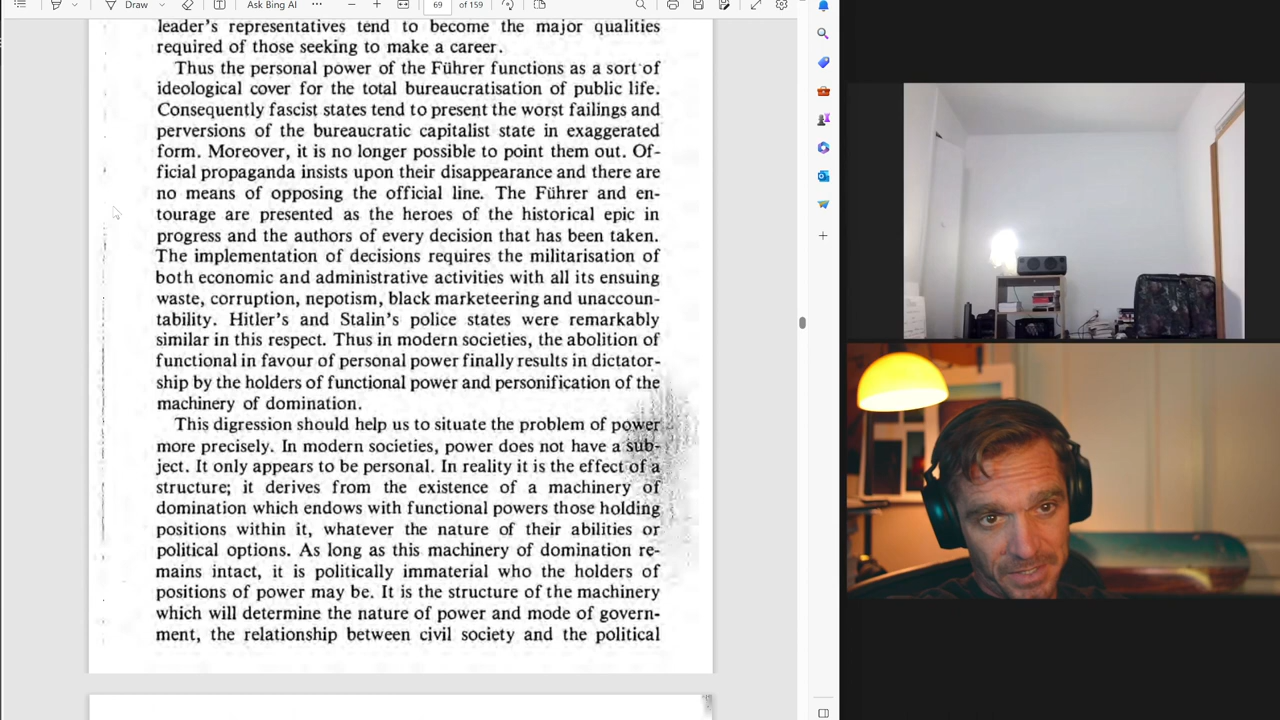 Draw
Ask Bing AI
69
of 159
leader's representatives tend to become the major qualities
required of those seeking to make a career.
Thus the personal power of the Führer functions as a sort of
ideological cover for the total bureaucratisation of public life.
Consequently fascist states tend to present the worst failings and
perversions of the bureaucratic capitalist state in exaggerated
form. Moreover, it is no longer possible to point them out. Of-
ficial propaganda insists upon their disappearance and there are
no means of opposing the official line. The Führer and en-
tourage are presented as the heroes of the historical epic in
progress and the authors of every decision that has been taken.
The implementation of decisions requires the militarisation of
both economic and administrative activities with all its ensuing
waste, corruption, nepotism, black marketeering and unaccoun-
tability. Hitler's and Stalin's police states were remarkably
similar in this respect. Thus in modern societies, the abolition of
functional in favour of personal power finally results in dictator-
ship by the holders of functional power and personification of the
machinery of domination.
This digression should help us to situate the problem of power
more precisely. In modern societies, power does not have a sub-
ject. It only appears to be personal. In reality it is the effect of a
structure; it derives from the existence of a machinery of
domination which endows with functional powers those holding
positions within it, whatever the nature of their abilities or
political options. As long as this machinery of domination re-
mains intact, it is politically immaterial who the holders of
positions of power may be. It is the structure of the machinery
which will determine the nature of power and mode of govern-
ment, the relationship between civil society and the political